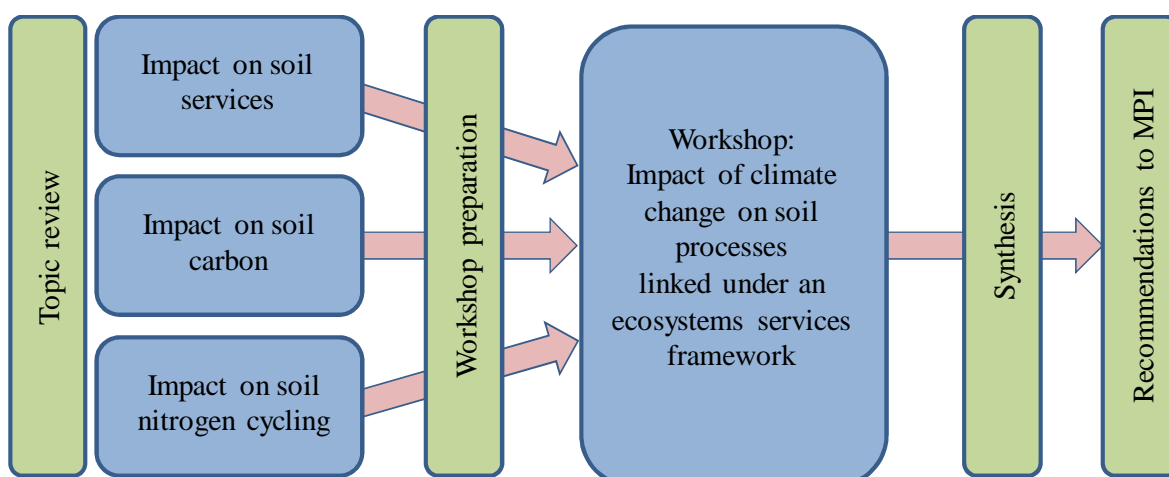 Topic review
Impact on soil
services
Impact on soil
carbon
Impact on soil
nitrogen cycling
Workshop preparation
Workshop:
Impact of climate
change on soil
processes
linked under an
ecosystems services
framework
Synthesis
Recommendations to MPI